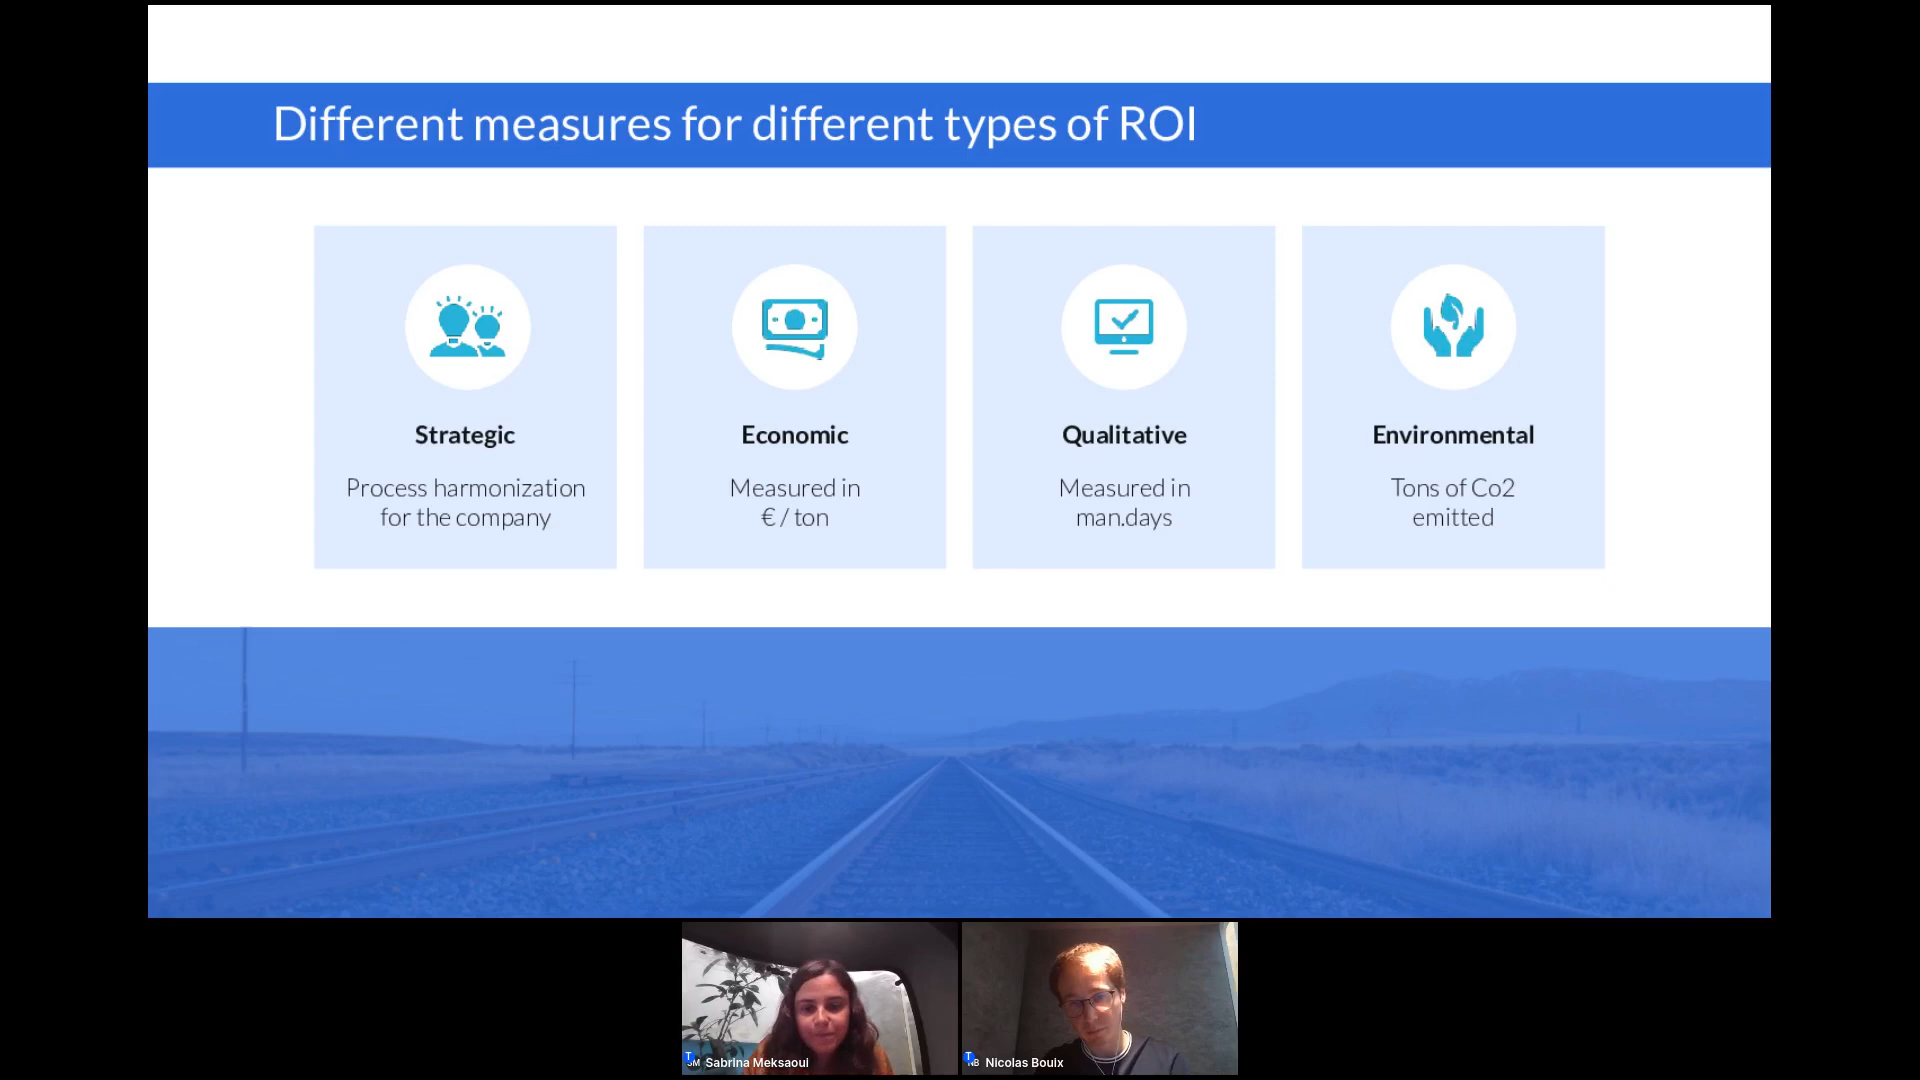 Different measures for different types of ROI
Strategic
Process harmonization
for the company
Economic
Measured in
€ / ton
Qualitative
Measured in
man.days
Environmental
Tons of Co2
emitted
T
SM
Sabrina Meksaoui
T
NB
Nicolas Bouix